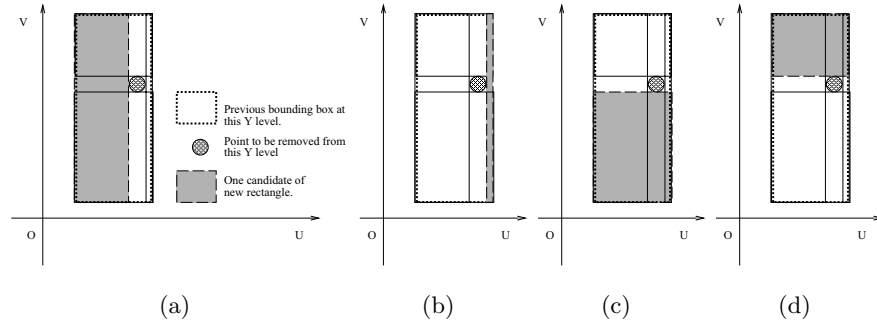 V
V
V
V
Previous bounding box at
this Y level.
Point to be removed from
this Y level
One candidate of
new rectangle.
O
U
O
U
O
U
O
U
(a)
(b)
(c)
(d)